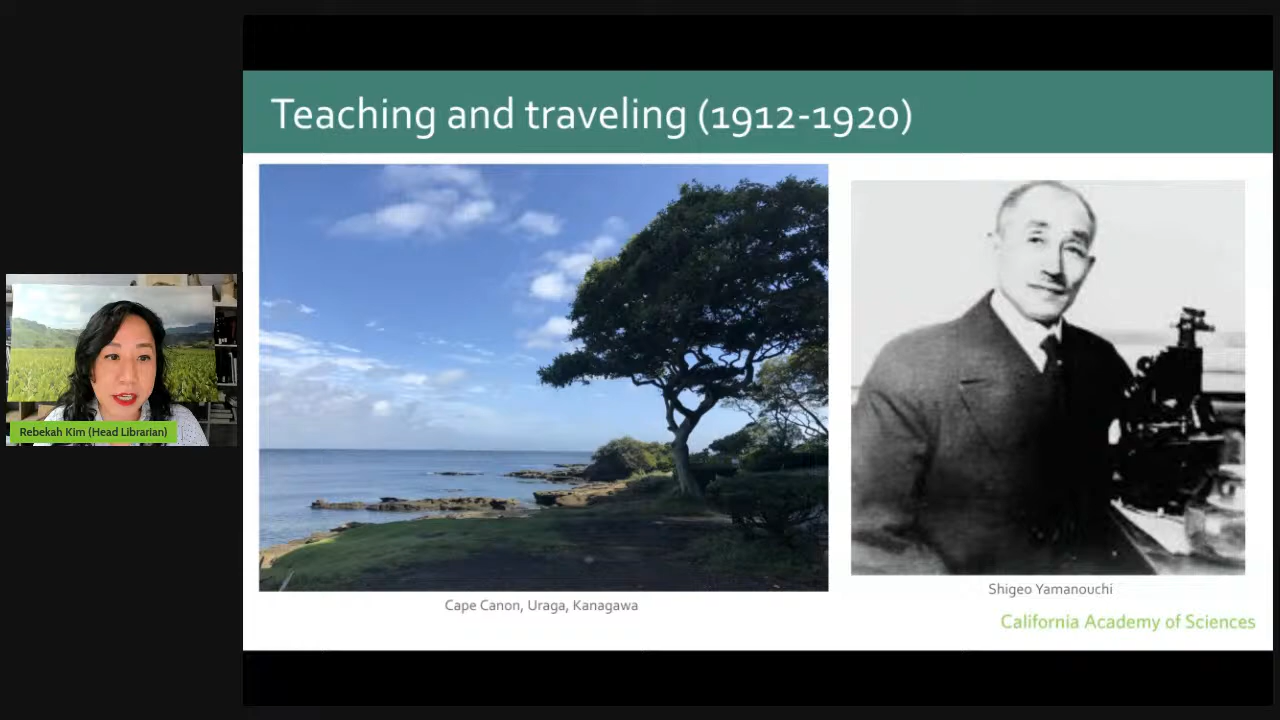 Teaching and traveling (1912-1920)
Rebekah Kim (Head Librarian)
Cape Canon, Uraga, Kanagawa
Shigeo Yamanouchi
California Academy of Sciences